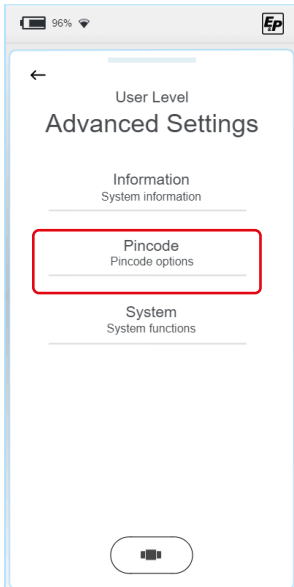 96%
EP
User Level
Advanced Settings
Information
System information
Pincode
Pincode options
System
System functions